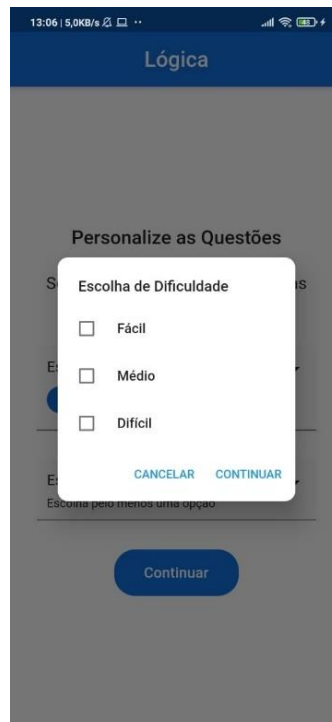 13:06 | 5,0KB/s
Lógica
Personalize as Questões
Escolha de Dificuldade
Fácil
Médio
Difícil
CANCELAR CONTINUAR
Escolha pelo menos uma opção
Continuar